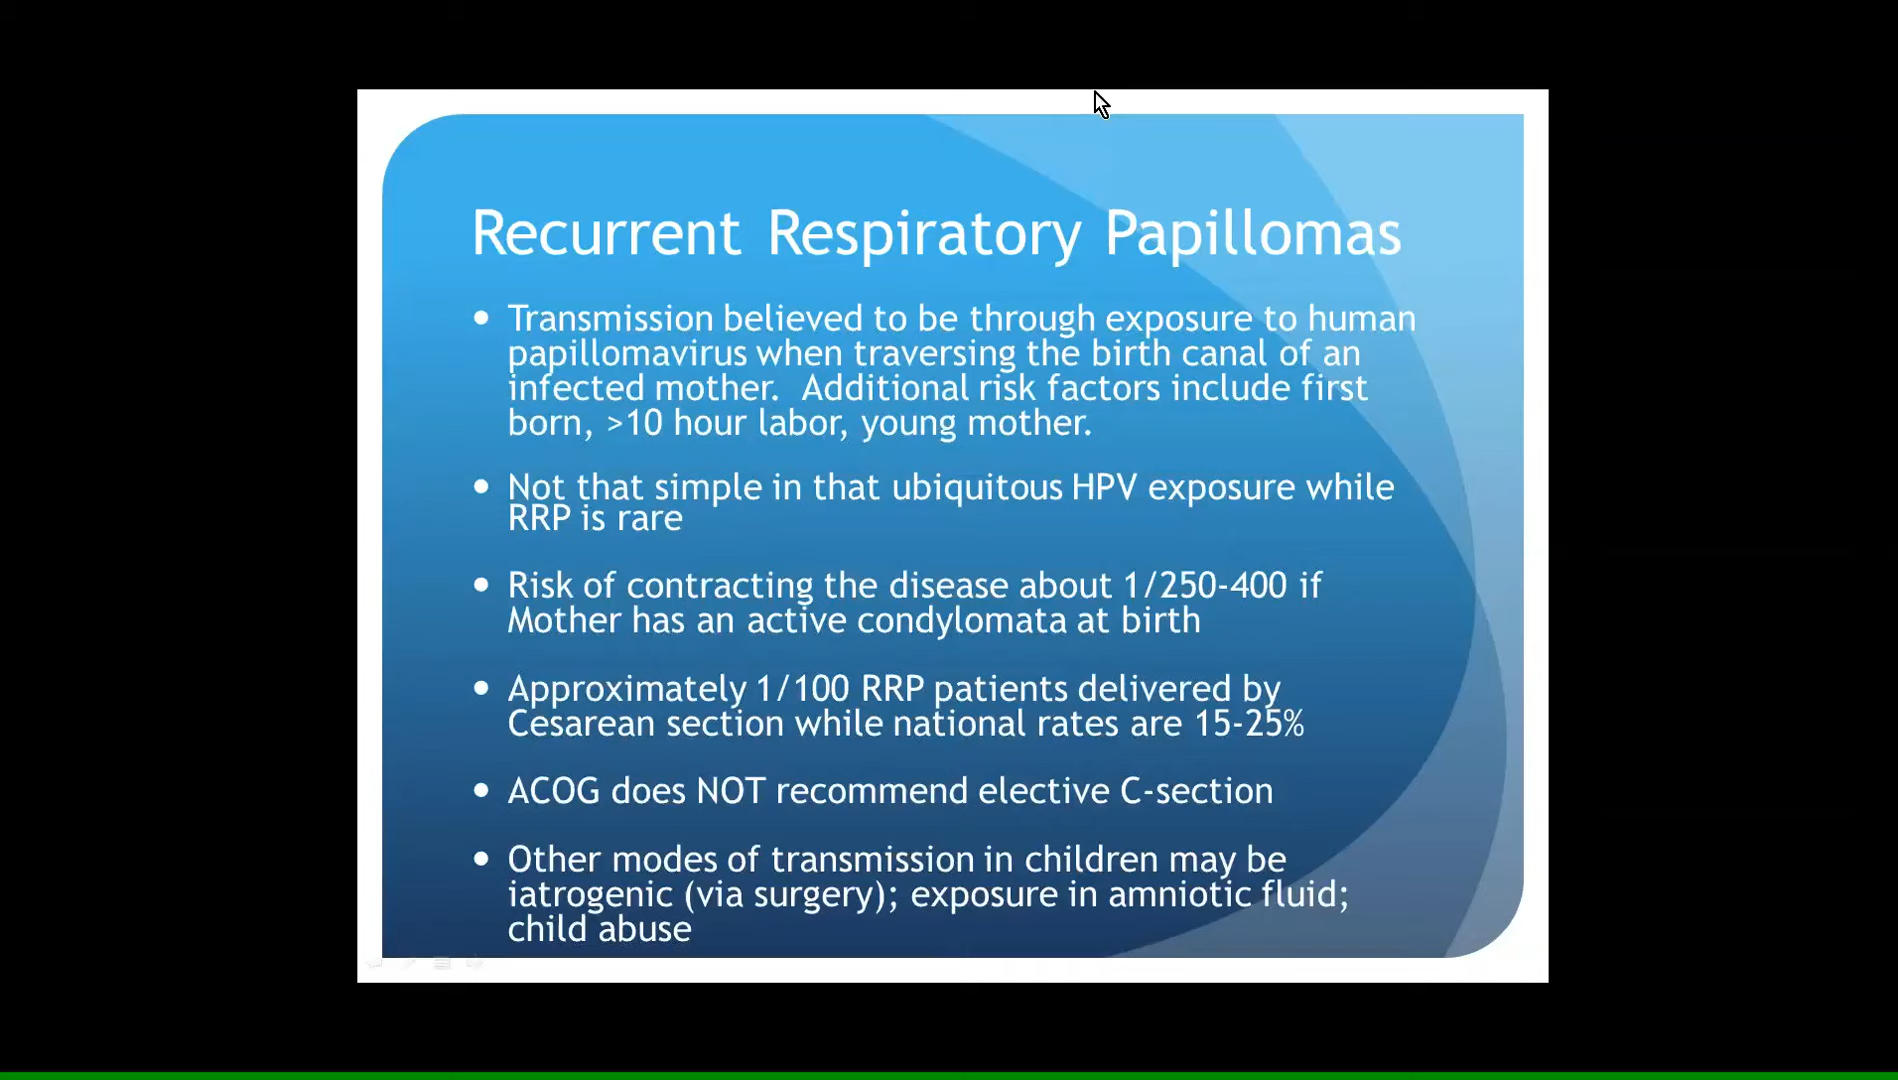 Recurrent Respiratory Papillomas
• Transmission believed to be through exposure to human
papillomavirus when traversing the birth canal of an
infected mother.  Additional risk factors include first
born, >10 hour labor, young mother.
• Not that simple in that ubiquitous HPV exposure while
RRP is rare
• Risk of contracting the disease about 1/250-400 if
Mother has an active condylomata at birth
• Approximately 1/100 RRP patients delivered by
Cesarean section while national rates are 15-25%
• ACOG does NOT recommend elective C-section
• Other modes of transmission in children may be
iatrogenic (via surgery); exposure in amniotic fluid;
child abuse